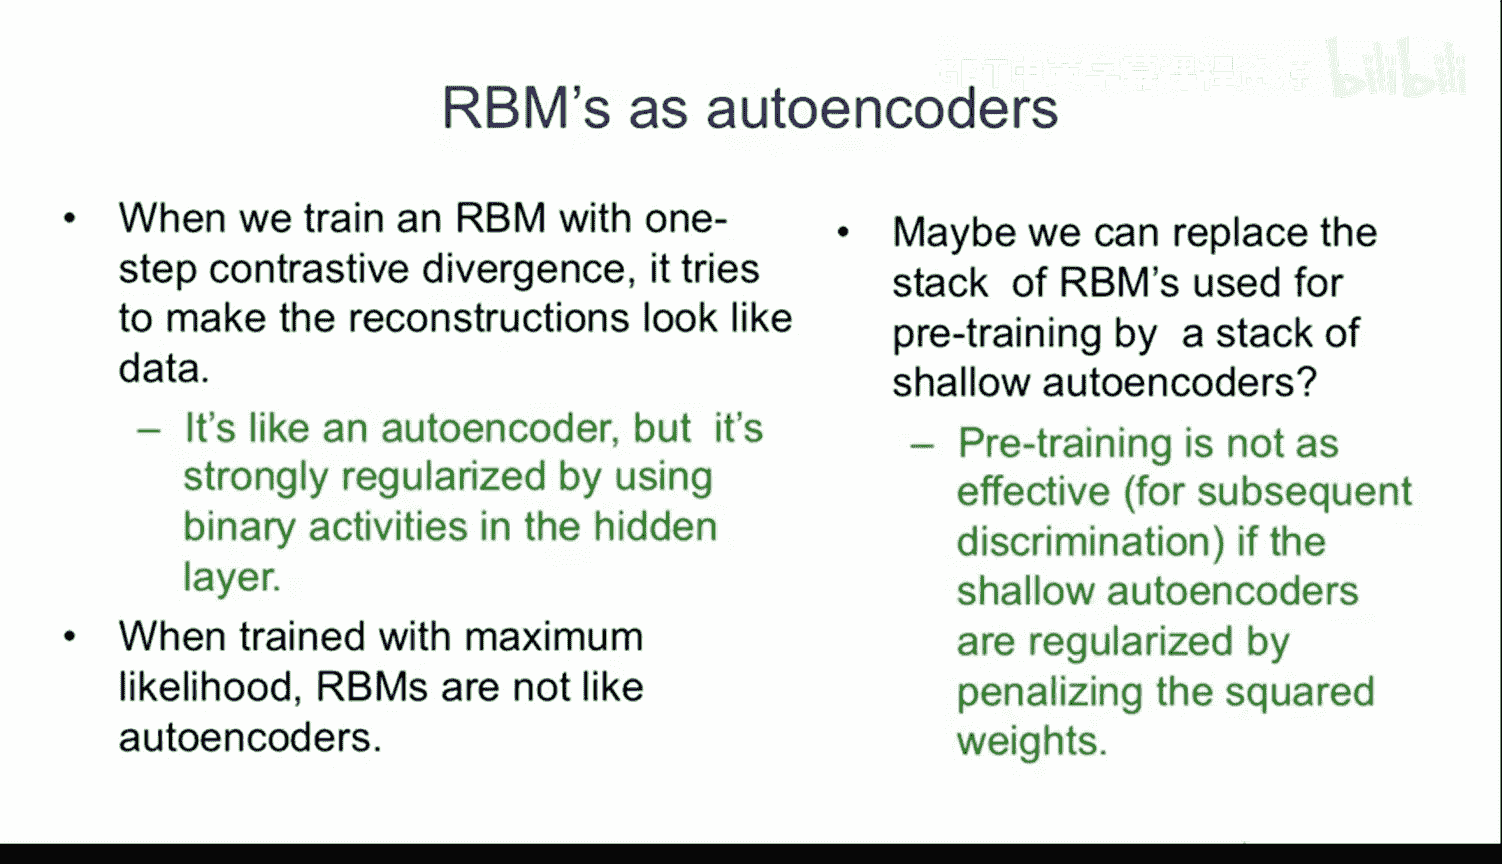 RBM's as autoencoders
• When we train an RBM with one-
step contrastive divergence, it tries
to make the reconstructions look like
data.
– It's like an autoencoder, but it's
strongly regularized by using
binary activities in the hidden
layer.
• When trained with maximum
likelihood, RBMs are not like
autoencoders.
• Maybe we can replace the
stack of RBM's used for
pre-training by a stack of
shallow autoencoders?
– Pre-training is not as
effective (for subsequent
discrimination) if the
shallow autoencoders
are regularized by
penalizing the squared
weights.
bilibili